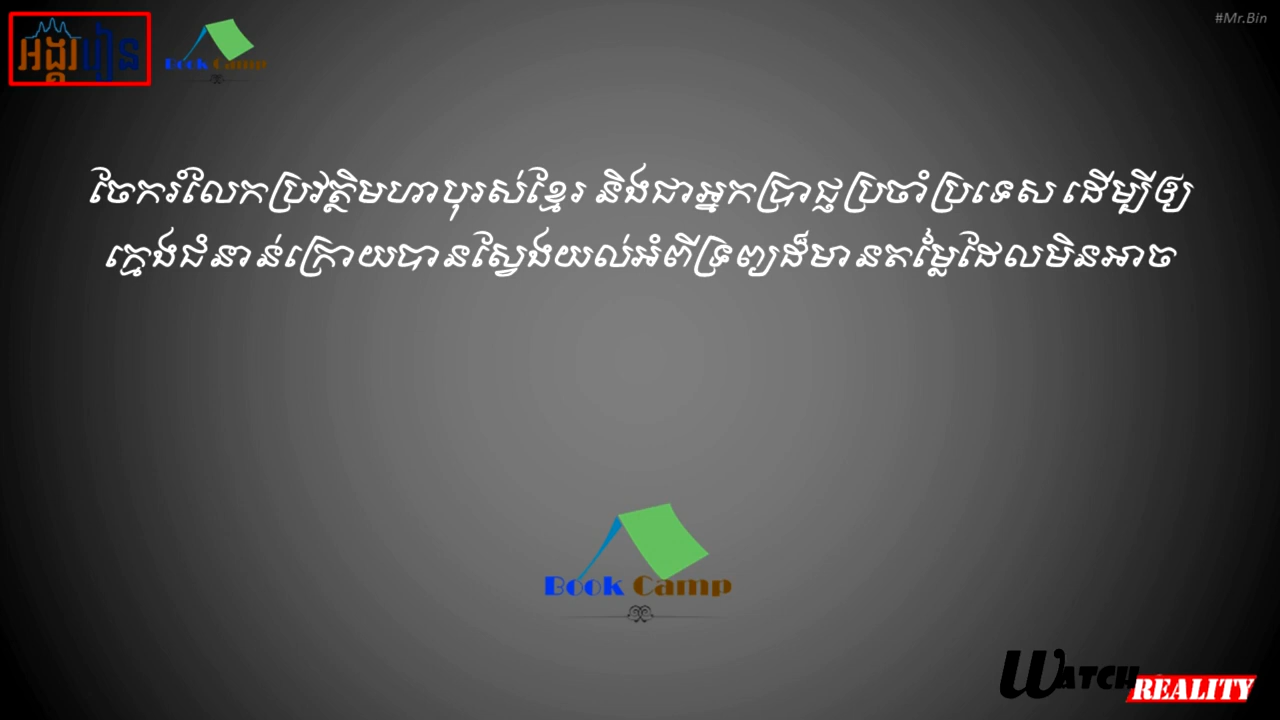 #Mr.Bin
អង្គររៀន
Book Camp
ចែករំលែកប្រវត្តិមហាបុរស់ខ្មែរ និងជាអ្នកប្រាជ្ញប្រចាំប្រទេស ដើម្បីឲ្យ
ក្មេងជំនាន់ក្រោយបានស្វែងយល់អំពីទ្រព្យដ៏មានតម្លៃដែលមិនអាច
Book Camp
WATCH
REALITY